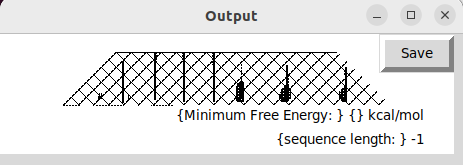 Output
Save
{Minimum Free Energy: } {} kcal/mol
{sequence length: } -1